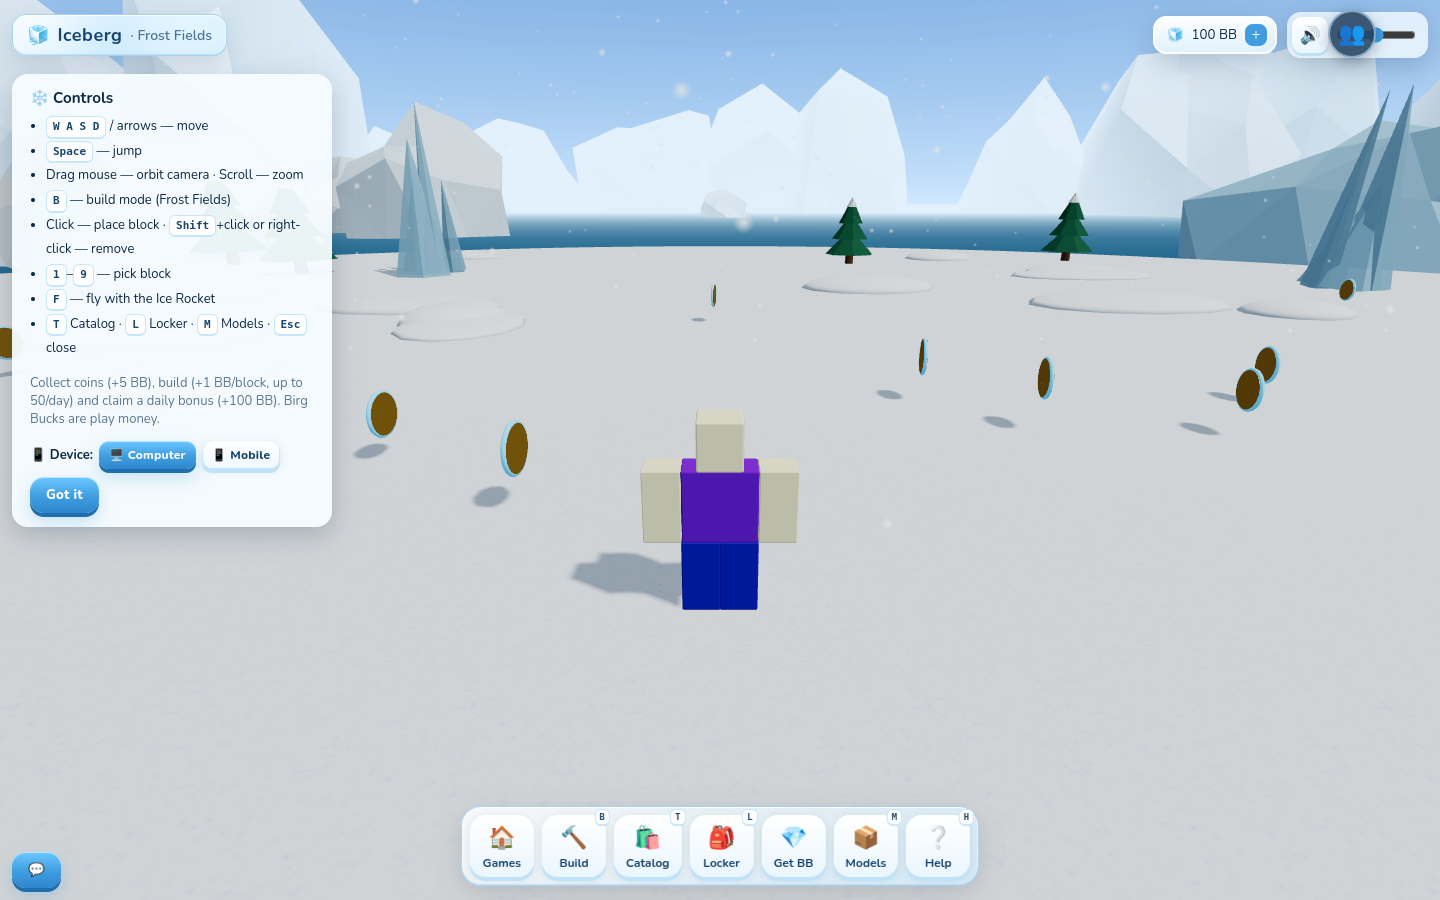 Iceberg · Frost Fields
100 BB +
Controls
W A S D / arrows — move
Space — jump
Drag mouse — orbit camera · Scroll — zoom
B — build mode (Frost Fields)
Click — place block · Shift +click or right-
click — remove
1 – 9 — pick block
F — fly with the Ice Rocket
T Catalog · L Locker · M Models · Esc
close
Collect coins (+5 BB), build (+1 BB/block, up to
50/day) and claim a daily bonus (+100 BB). Birg
Bucks are play money.
Device: Computer Mobile
Got it
B T L M H
Games Build Catalog Locker Get BB Models Help